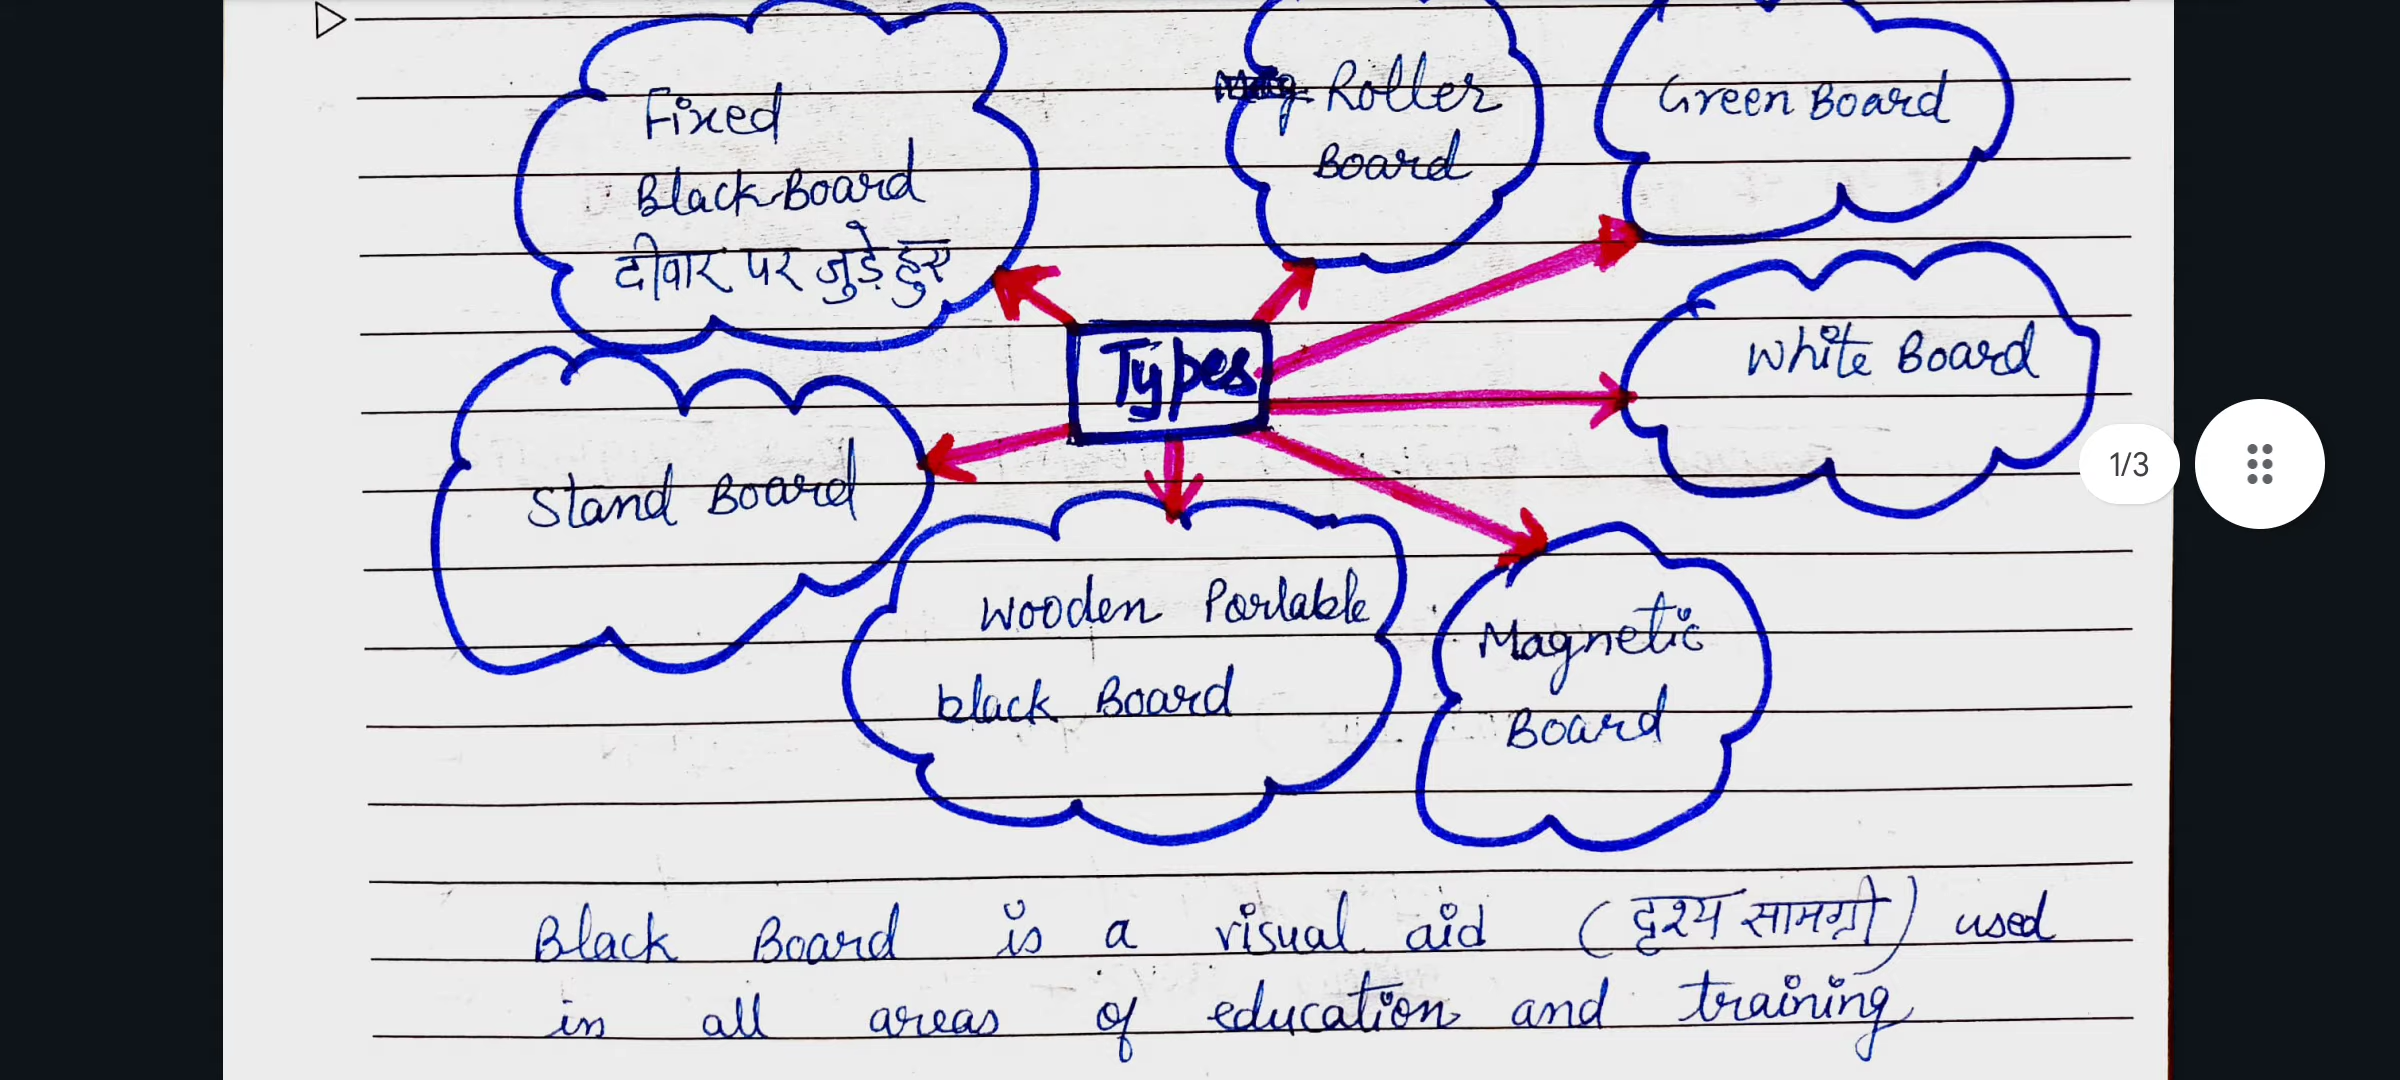 Fixed
Black Board
दीवार पर जुड़े हुए
Roller
Board
Green Board
White Board
Types
Stand Board
Wooden Portable
black Board
Magnetic
Board
1/3
Black Board is a visual aid (दृश्य सामग्री) used
in all areas of education and training